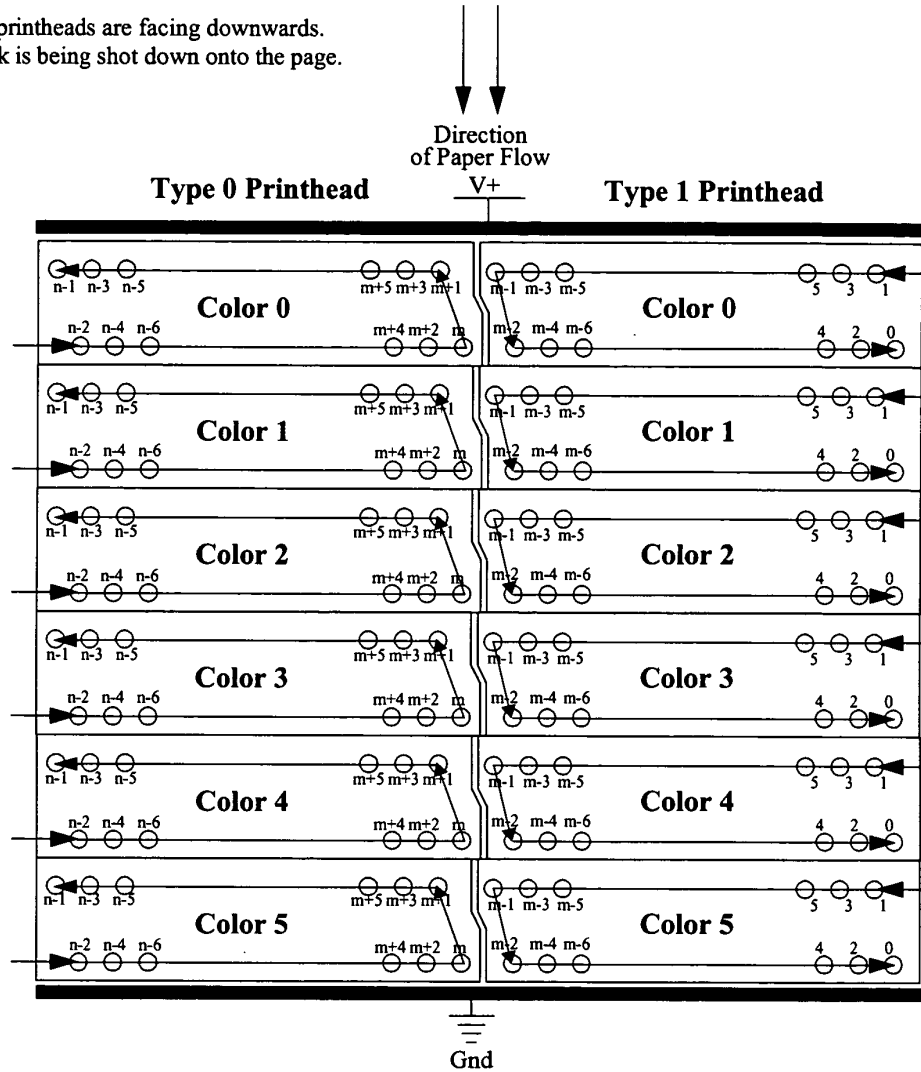 printheads are facing downwards.
k is being shot down onto the page.
Direction
of Paper Flow
Type 0 Printhead V+ Type 1 Printhead
n-1 n-3 n-5 m+5 m+3 m+1 m-1 m-3 m-5 5 3 1
Color 0 Color 0
n-2 n-4 n-6 m+4 m+2 m m-2 m-4 m-6 4 2 0
n-1 n-3 n-5 m+5 m+3 m+1 m-1 m-3 m-5 5 3 1
Color 1 Color 1
n-2 n-4 n-6 m+4 m+2 m m-2 m-4 m-6 4 2 0
n-1 n-3 n-5 m+5 m+3 m+1 m-1 m-3 m-5 5 3 1
Color 2 Color 2
n-2 n-4 n-6 m+4 m+2 m m-2 m-4 m-6 4 2 0
n-1 n-3 n-5 m+5 m+3 m+1 m-1 m-3 m-5 5 3 1
Color 3 Color 3
n-2 n-4 n-6 m+4 m+2 m m-2 m-4 m-6 4 2 0
n-1 n-3 n-5 m+5 m+3 m+1 m-1 m-3 m-5 5 3 1
Color 4 Color 4
n-2 n-4 n-6 m+4 m+2 m m-2 m-4 m-6 4 2 0
n-1 n-3 n-5 m+5 m+3 m+1 m-1 m-3 m-5 5 3 1
Color 5 Color 5
n-2 n-4 n-6 m+4 m+2 m m-2 m-4 m-6 4 2 0
Gnd